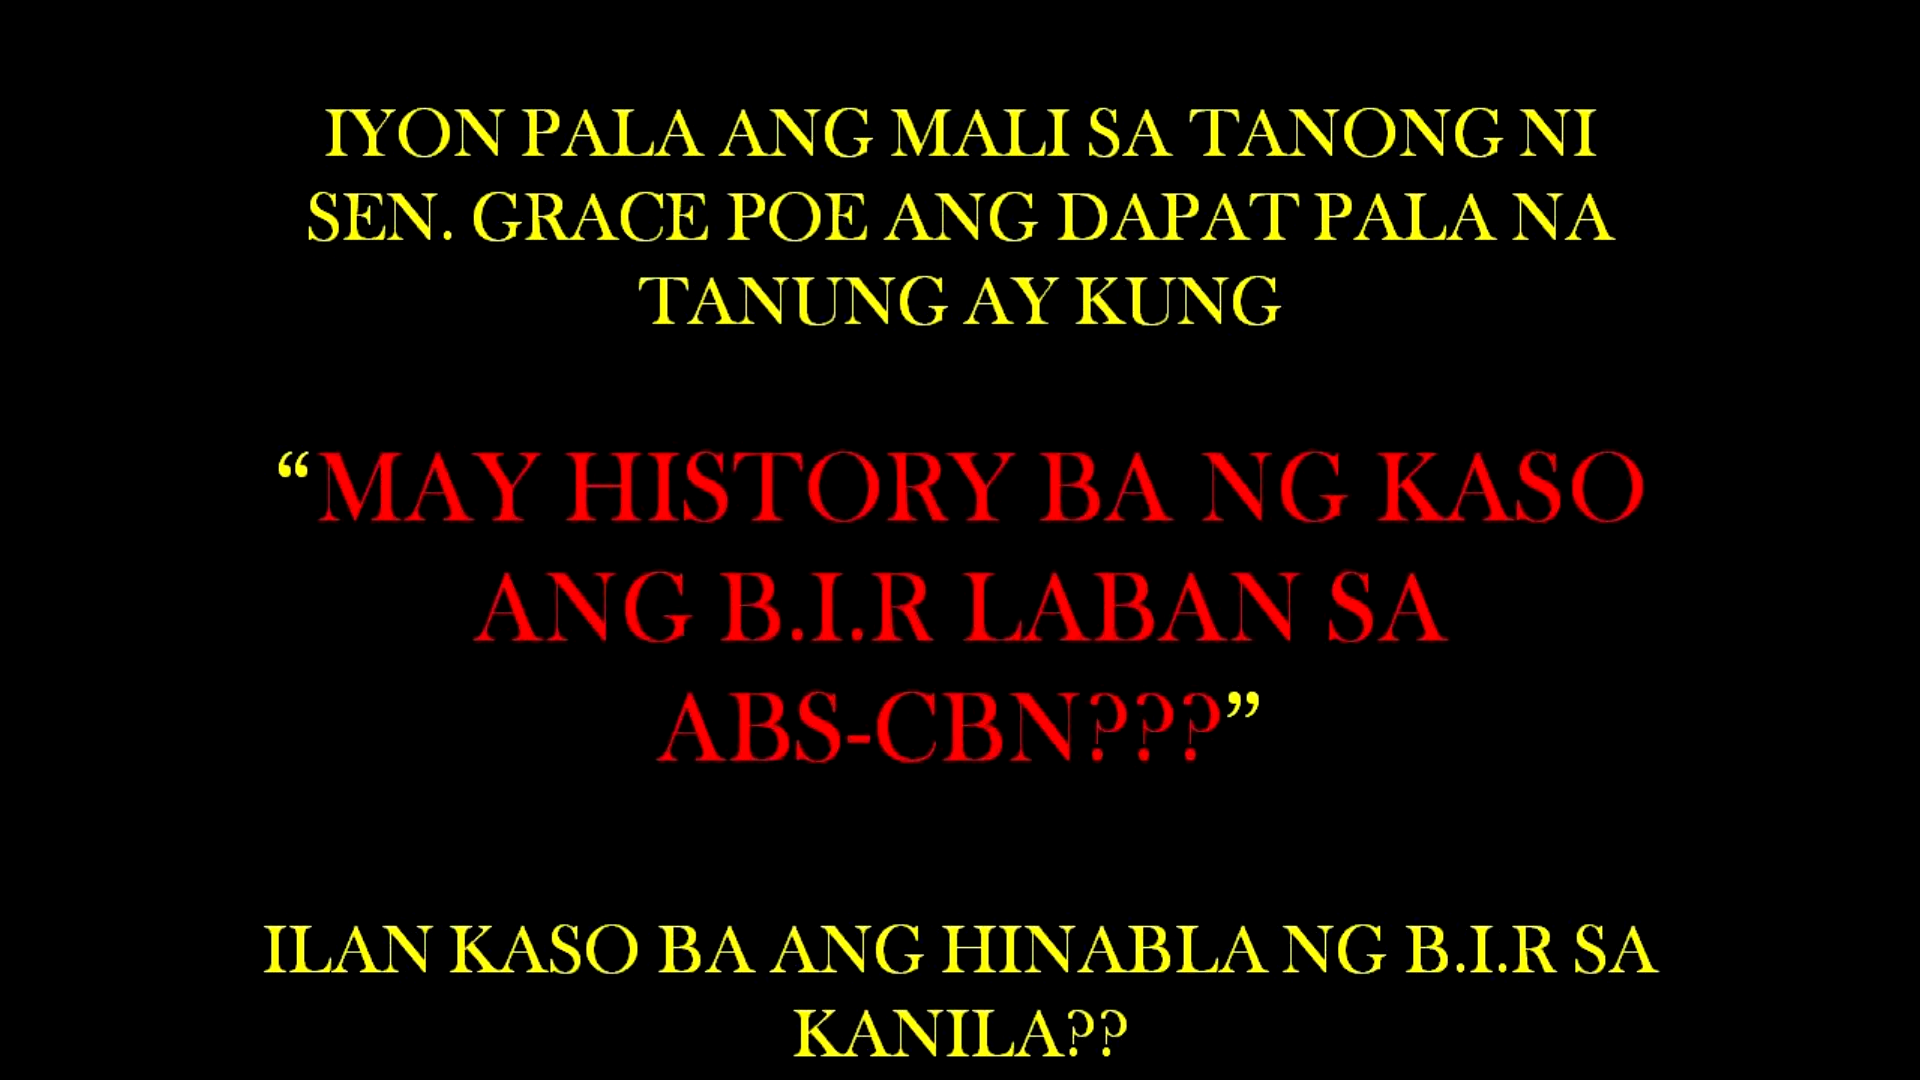 IYON PALA ANG MALI SA TANONG NI
SEN. GRACE POE ANG DAPAT PALA NA
TANUNG AY KUNG
“MAY HISTORY BA NG KASO
ANG B.I.R LABAN SA
ABS-CBN???”
ILAN KASO BA ANG HINABLA NG B.I.R SA
KANILA??